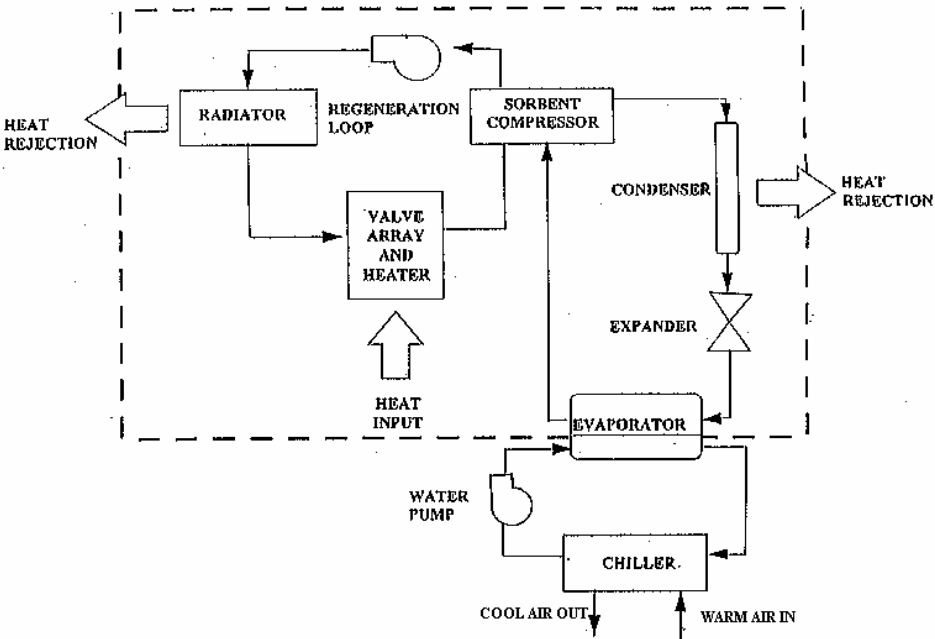 RADIATOR
REGENERATION
LOOP
SORBENT
COMPRESSOR
HEAT
REJECTION
CONDENSER
HEAT
REJECTION
VALVE
ARRAY
AND
HEATER
EXPANDER
HEAT
INPUT
EVAPORATOR
WATER
PUMP
CHILLER
COOL AIR OUT
WARM AIR IN